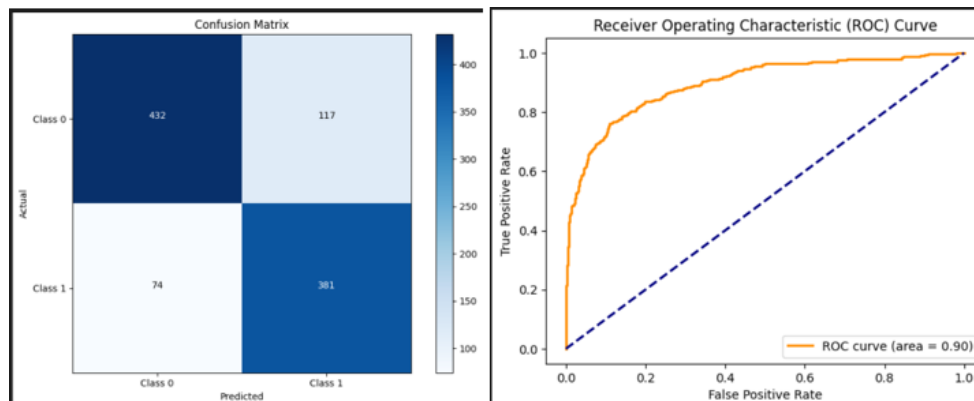 Confusion Matrix
Class 0
Class 1
Actual
432
117
74
381
Class 0
Class 1
Predicted
400
350
300
250
200
150
100
Receiver Operating Characteristic (ROC) Curve
True Positive Rate
1.0
0.8
0.6
0.4
0.2
0.0
ROC curve (area = 0.90)
0.0
0.2
0.4
0.6
0.8
1.0
False Positive Rate